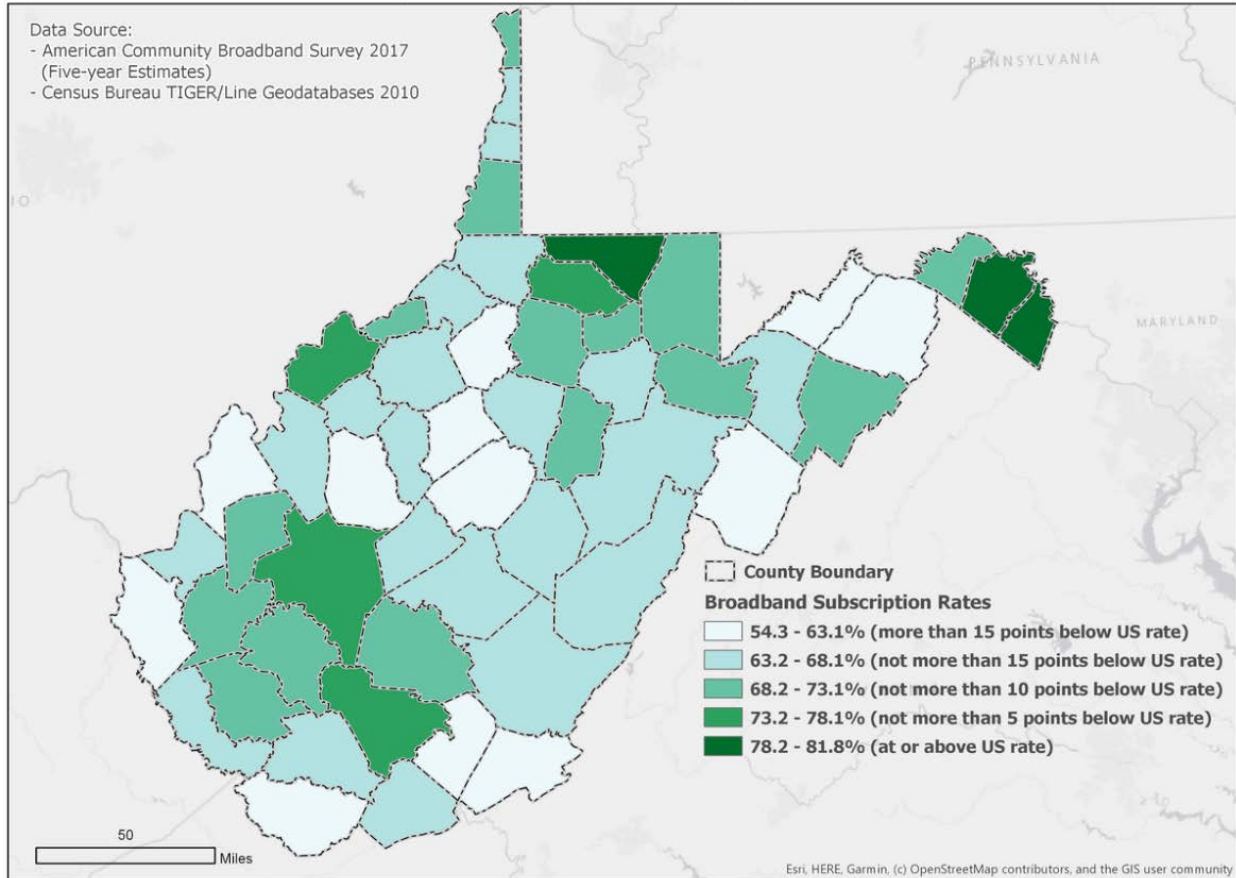 Data Source:
- American Community Broadband Survey 2017
(Five-year Estimates)
- Census Bureau TIGER/Line Geodatabases 2010
PENNSYLVANIA
IO
MARYLAND
County Boundary
Broadband Subscription Rates
54.3 - 63.1% (more than 15 points below US rate)
63.2 - 68.1% (not more than 15 points below US rate)
68.2 - 73.1% (not more than 10 points below US rate)
73.2 - 78.1% (not more than 5 points below US rate)
78.2 - 81.8% (at or above US rate)
50
Miles
Esri, HERE, Garmin, (c) OpenStreetMap contributors, and the GIS user community